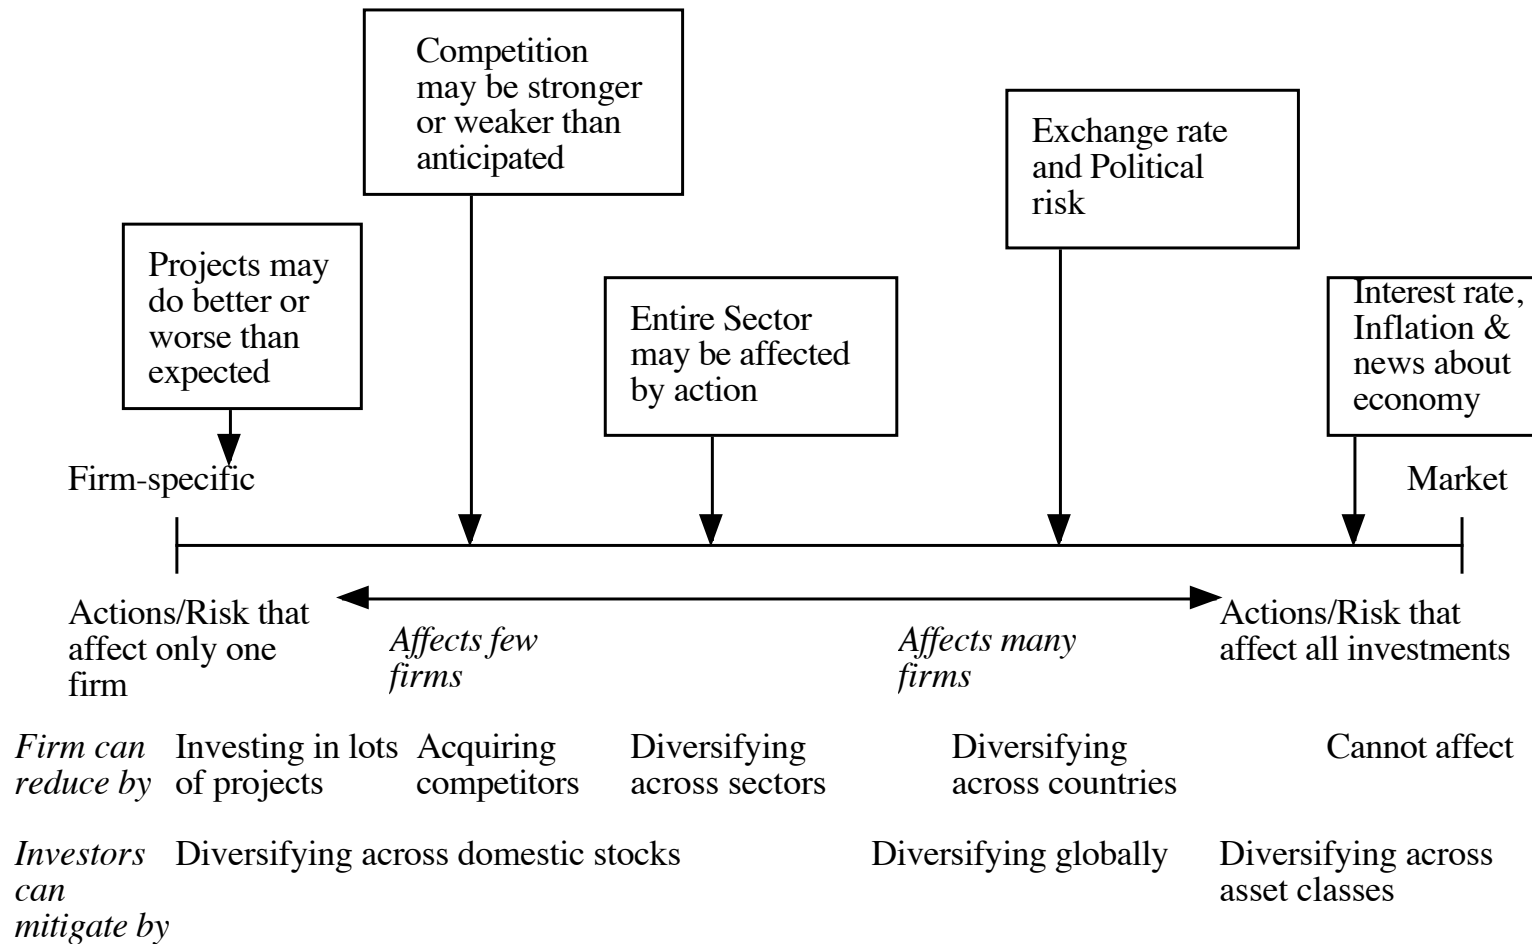 Competition
may be stronger
or weaker than
anticipated
Exchange rate
and Political
risk
Projects may
do better or
worse than
expected
Entire Sector
may be affected
by action
Interest rate,
Inflation &
news about
economy
Firm-specific
Market
Actions/Risk that
affect only one
firm
Affects few
firms
Affects many
firms
Actions/Risk that
affect all investments
Firm can
reduce by
Investing in lots
of projects
Acquiring
competitors
Diversifying
across sectors
Diversifying
across countries
Cannot affect
Investors
can
mitigate by
Diversifying across domestic stocks
Diversifying globally
Diversifying across
asset classes